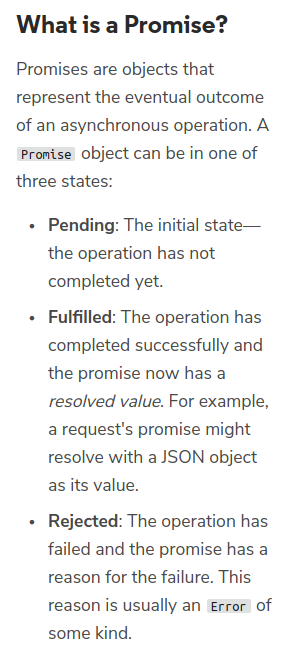 What is a Promise?
Promises are objects that
represent the eventual outcome
of an asynchronous operation. A
Promise object can be in one of
three states:
• Pending: The initial state—
the operation has not
completed yet.
• Fulfilled: The operation has
completed successfully and
the promise now has a
resolved value. For example,
a request's promise might
resolve with a JSON object
as its value.
• Rejected: The operation has
failed and the promise has a
reason for the failure. This
reason is usually an Error of
some kind.